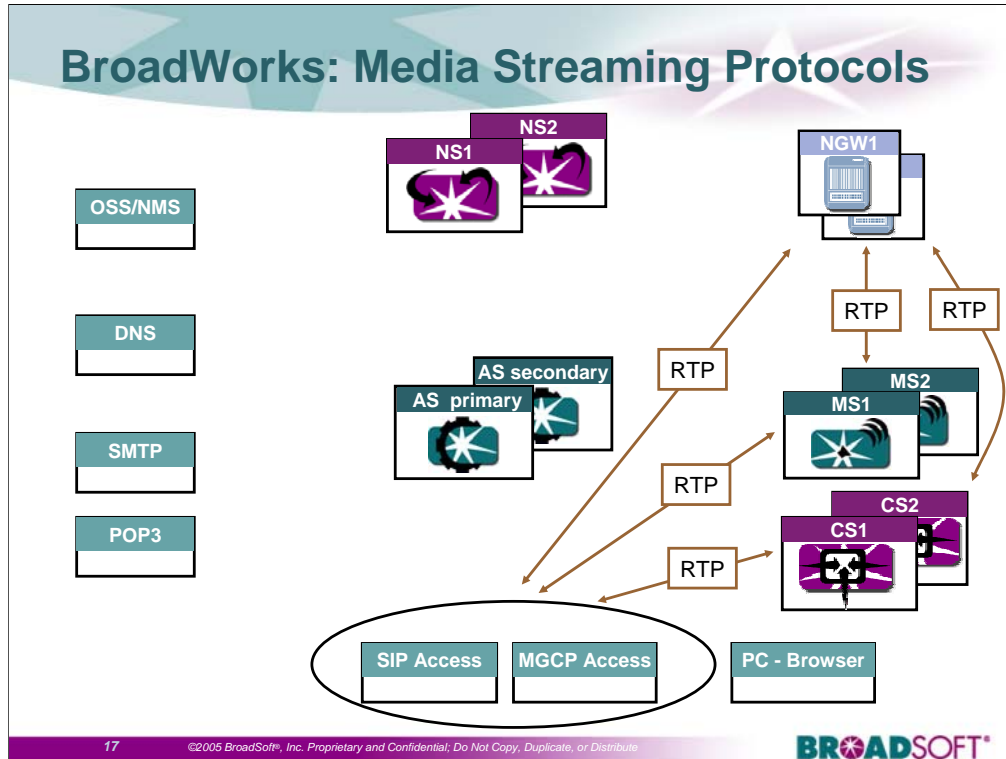 BroadWorks: Media Streaming Protocols
NS2
NS1
NGW1
OSS/NMS
RTP
RTP
DNS
RTP
AS secondary
AS primary
MS2
MS1
SMTP
RTP
CS2
CS1
POP3
RTP
SIP Access
MGCP Access
PC - Browser
17
©2005 BroadSoft®, Inc. Proprietary and Confidential; Do Not Copy, Duplicate, or Distribute
BROADSOFT®